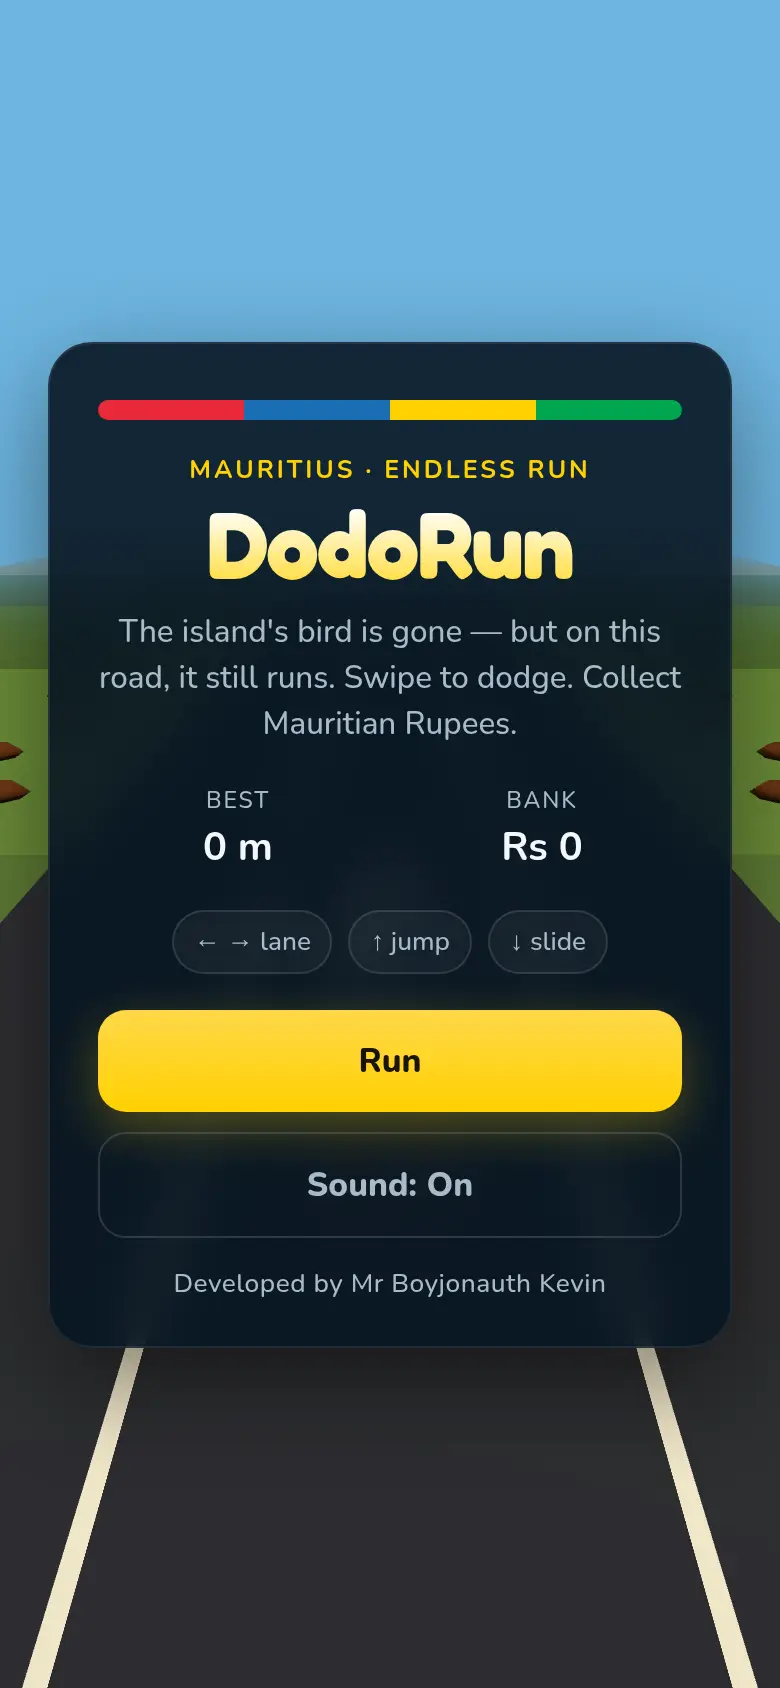 MAURITIUS · ENDLESS RUN
DodoRun
The island's bird is gone — but on this
road, it still runs. Swipe to dodge. Collect
Mauritian Rupees.
BEST BANK
0 m Rs 0
← → lane ↑ jump ↓ slide
Run
Sound: On
Developed by Mr Boyjonauth Kevin